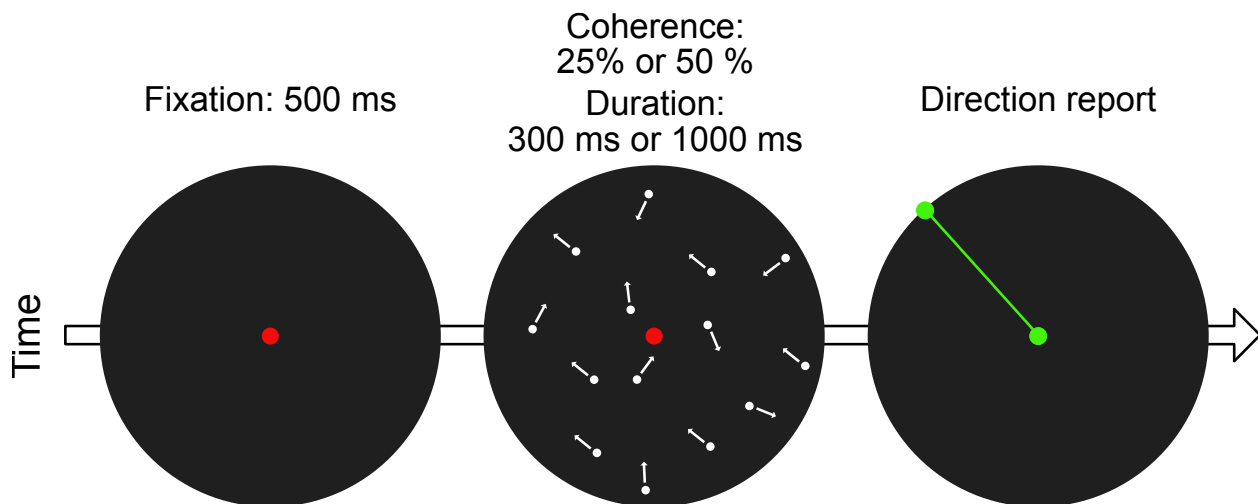 Coherence:
25% or 50 %
Fixation: 500 ms
Duration:
300 ms or 1000 ms
Direction report
Time